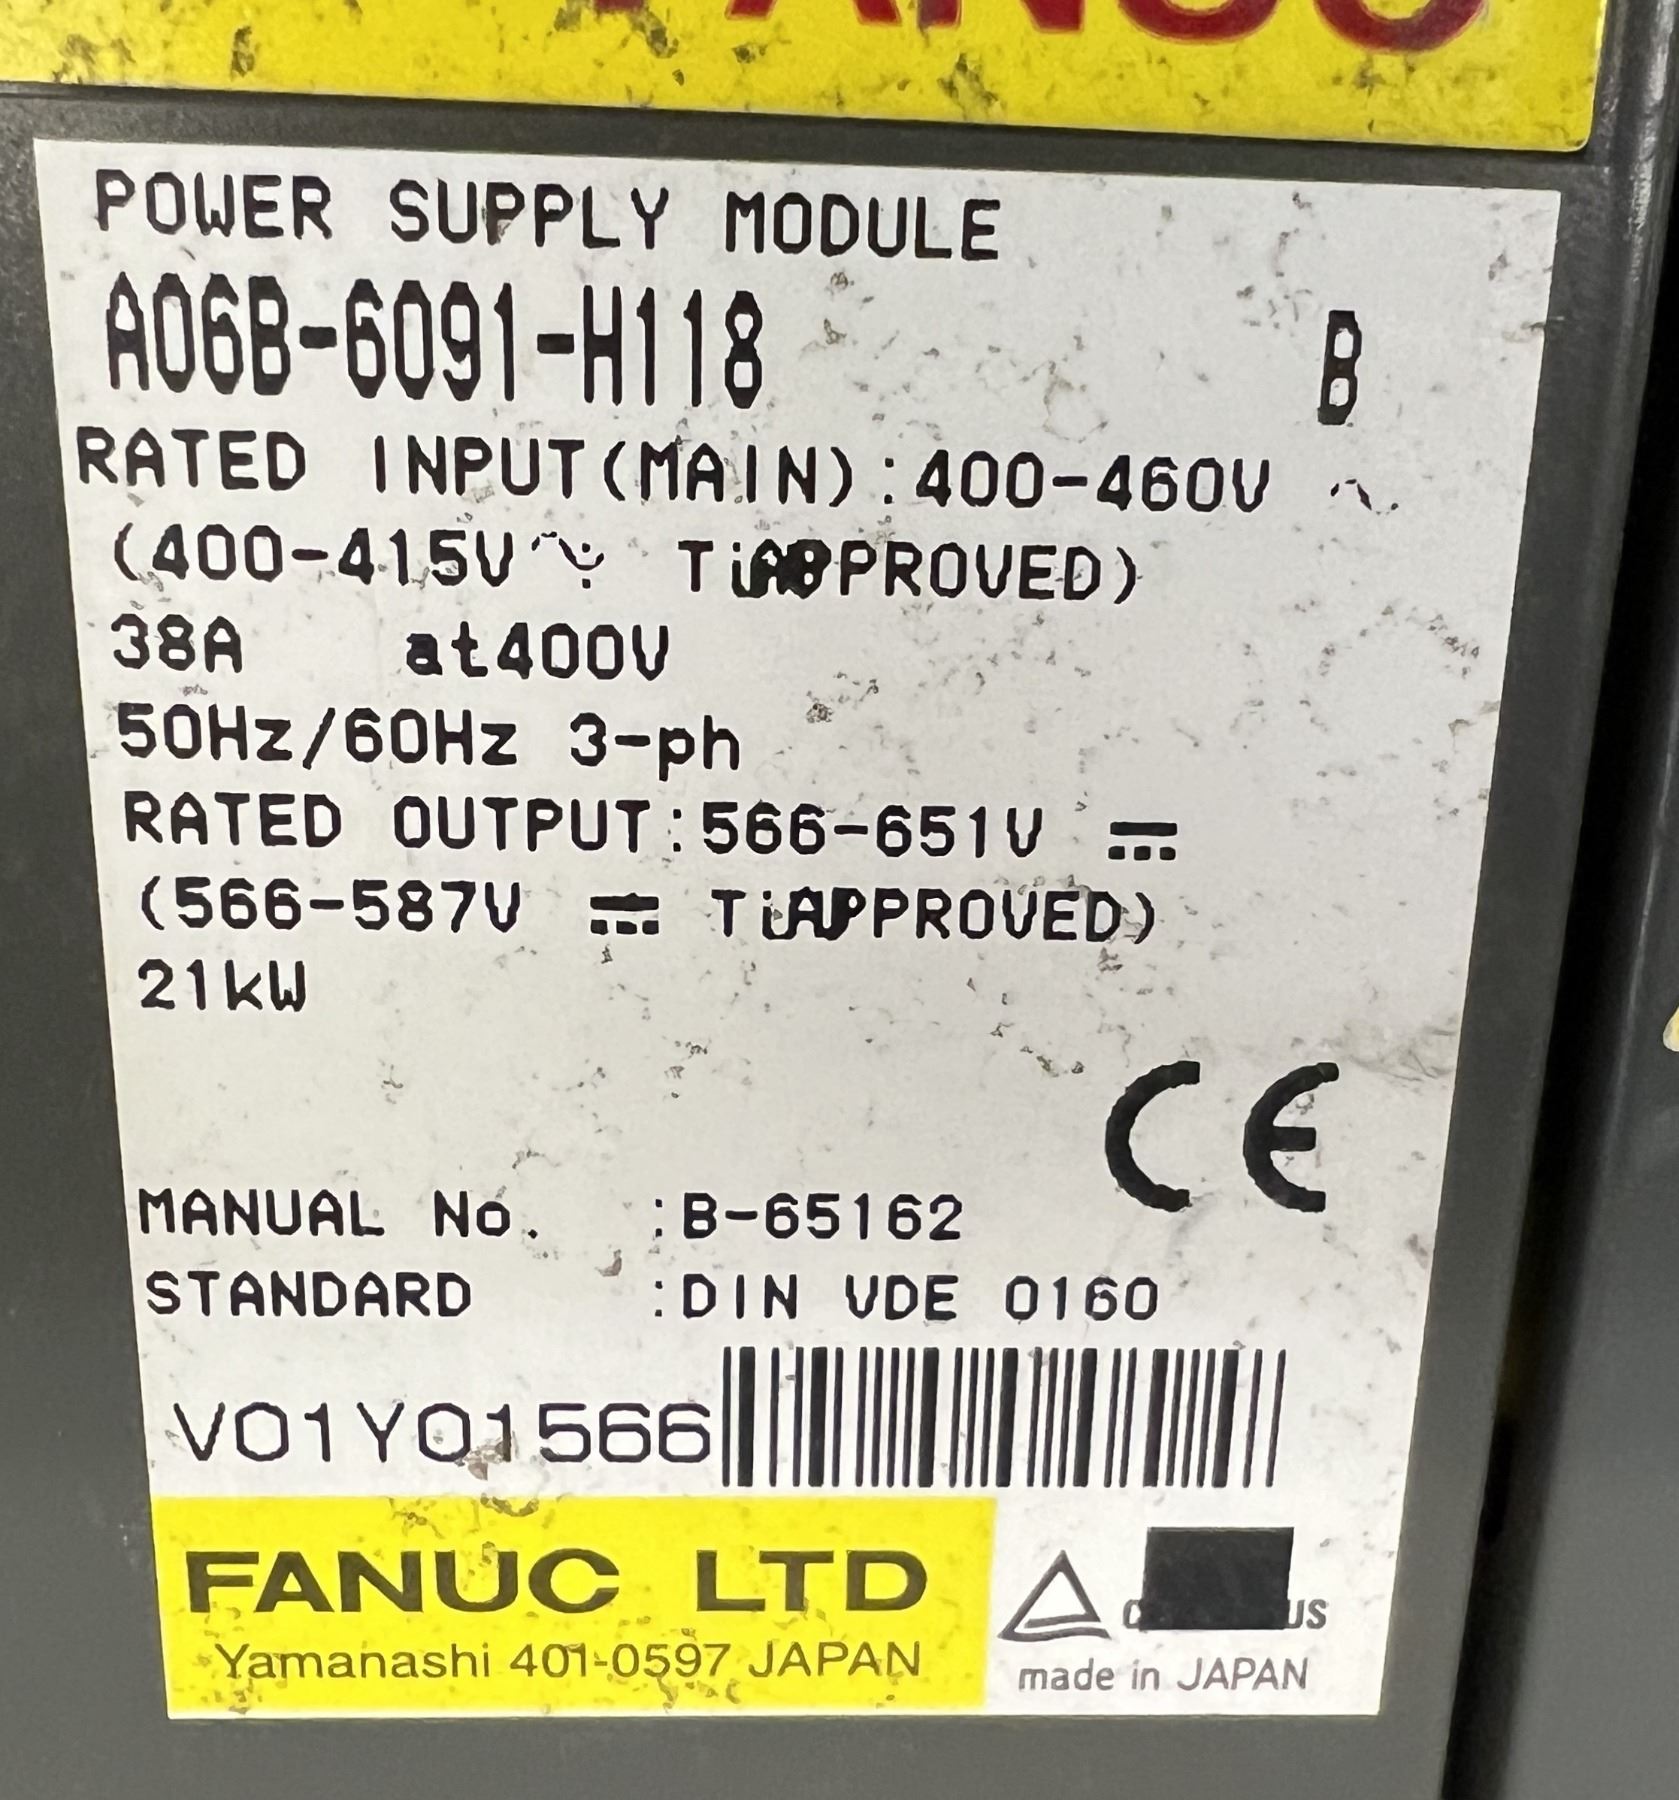 FANUC
POWER SUPPLY MODULE
A06B-6091-H118 B
RATED INPUT(MAIN):400-460V ~
(400-415V APPROVED)
38A at400V
50Hz/60Hz 3-ph
RATED OUTPUT:566-651V ⎓
(566-587V ⎓ APPROVED)
21kW
CE
MANUAL No. :B-65162
STANDARD :DIN VDE 0160
V01Y01566
FANUC LTD
Yamanashi 401-0597 JAPAN
US
made in JAPAN